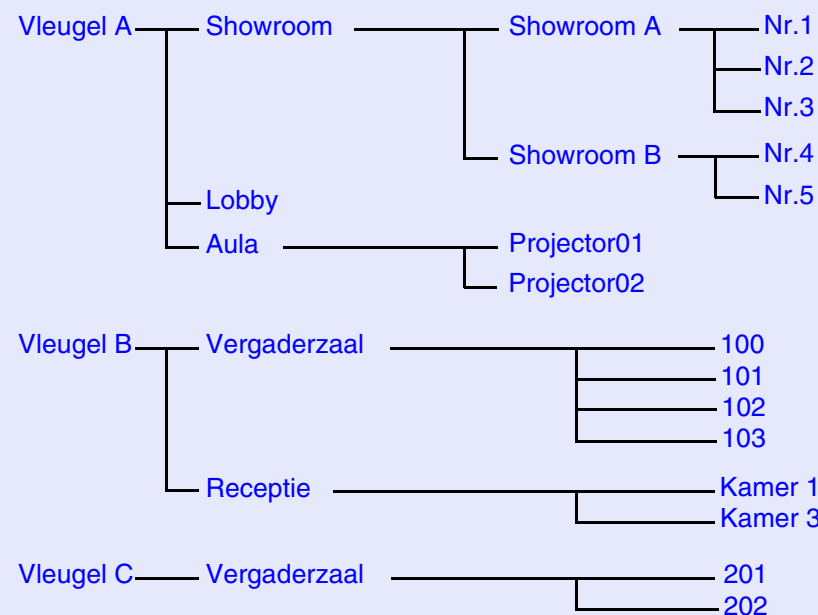 Vleugel A Showroom Showroom A Nr.1
Nr.2
Nr.3
Showroom B Nr.4
Nr.5
Lobby
Aula Projector01
Projector02
Vleugel B Vergaderzaal 100
101
102
103
Receptie Kamer 1
Kamer 3
Vleugel C Vergaderzaal 201
202